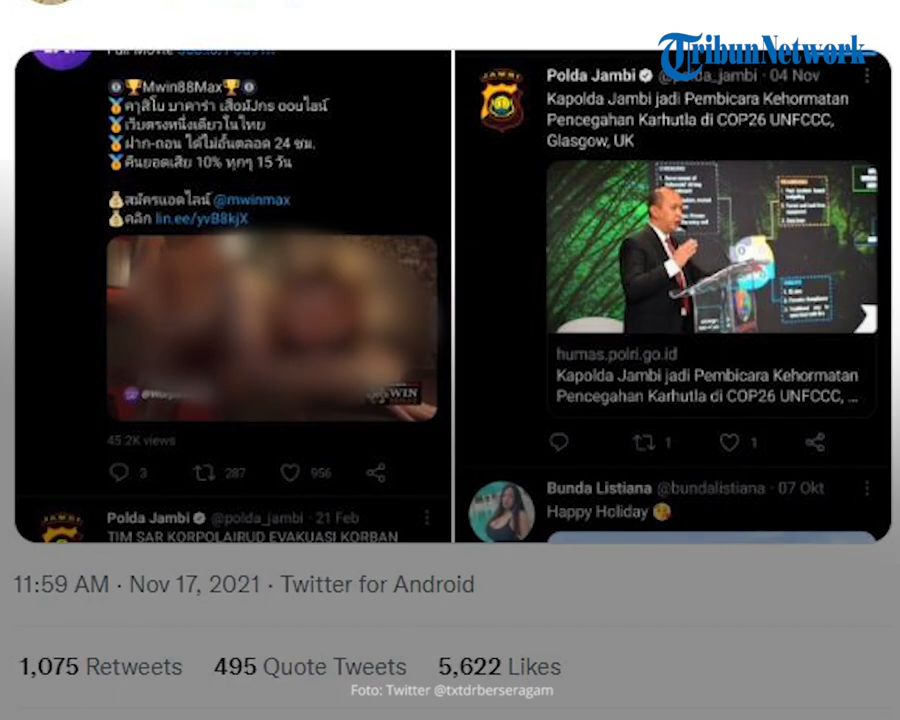 TribunNetwork
Full Movie
Mwin88Max
คาสิโน บาคาร่า เสือมังกร ออนไลน์
เว็บตรงหนึ่งเดียวในไทย
ฝาก-ถอน ได้ไม่อั้นตลอด 24 ชม.
คืนยอดเสีย 10% ทุกๆ 15 วัน
สมัครแอดไลน์ @mwinmax
คลิก lin.ee/yvB8kjX
WIN
45.2K views
3 287 956
Polda Jambi @polda_jambi · 21 Feb
TIM SAR KORPOLAIRUD EVAKUASI KORBAN
JAMBI
Polda Jambi @polda_jambi · 04 Nov
Kapolda Jambi jadi Pembicara Kehormatan
Pencegahan Karhutla di COP26 UNFCCC,
Glasgow, UK
humas.polri.go.id
Kapolda Jambi jadi Pembicara Kehormatan
Pencegahan Karhutla di COP26 UNFCCC, ...
1 1
Bunda Listiana @bundalistiana · 07 Okt
Happy Holiday
11:59 AM · Nov 17, 2021 · Twitter for Android
1,075 Retweets 495 Quote Tweets 5,622 Likes
Foto: Twitter @txtdrberseragam